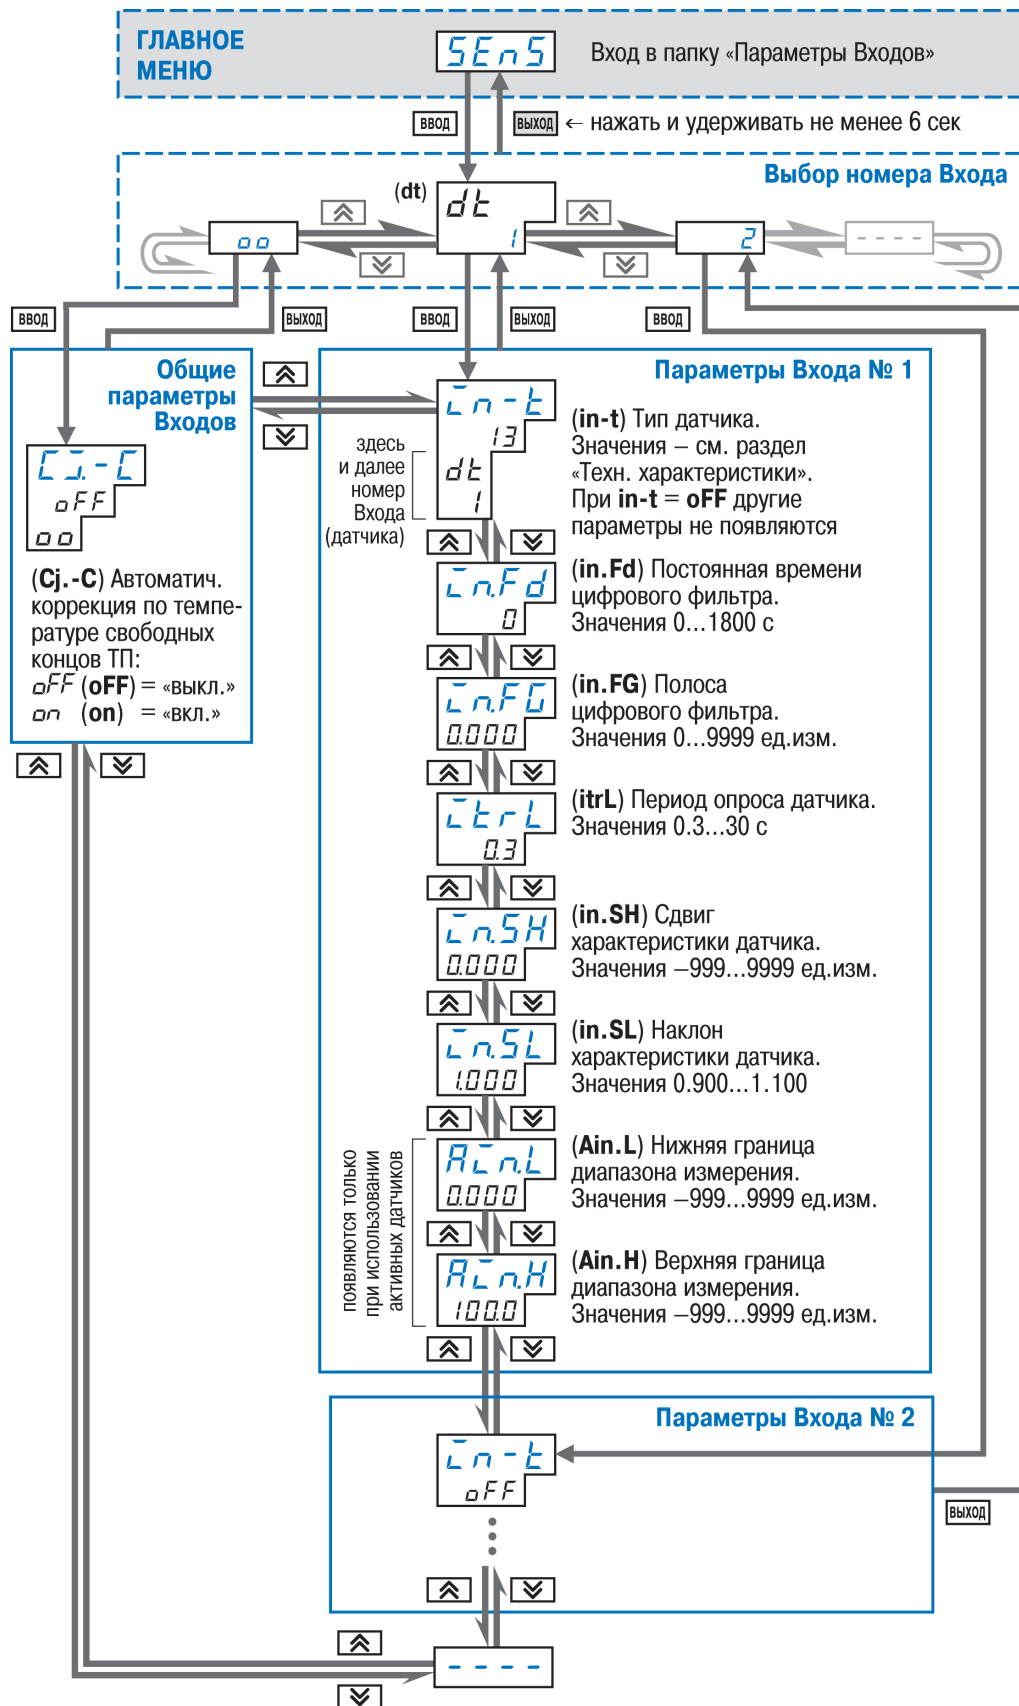 ГЛАВНОЕ
МЕНЮ
SEnS
Вход в папку «Параметры Входов»
ВВОД
ВЫХОД
← нажать и удерживать не менее 6 сек
Выбор номера Входа
(dt)
dt
1
oo
2
- - - -
ВВОД
ВЫХОД
ВВОД
ВЫХОД
ВВОД
Общие
параметры
Входов
Cj.-C
oFF
oo
(Cj.-C) Автоматич.
коррекция по темпе-
ратуре свободных
концов ТП:
oFF (oFF) = «выкл.»
on (on) = «вкл.»
Параметры Входа № 1
in-t
13
dt
1
здесь
и далее
номер
Входа
(датчика)
(in-t) Тип датчика.
Значения – см. раздел
«Техн. характеристики».
При in-t = oFF другие
параметры не появляются
in.Fd
0
(in.Fd) Постоянная времени
цифрового фильтра.
Значения 0...1800 с
in.FG
0.000
(in.FG) Полоса
цифрового фильтра.
Значения 0...9999 ед.изм.
itrL
0.3
(itrL) Период опроса датчика.
Значения 0.3...30 с
in.SH
0.000
(in.SH) Сдвиг
характеристики датчика.
Значения –999...9999 ед.изм.
in.SL
1.000
(in.SL) Наклон
характеристики датчика.
Значения 0.900...1.100
появляются только
при использовании
активных датчиков
Ain.L
0.000
(Ain.L) Нижняя граница
диапазона измерения.
Значения –999...9999 ед.изм.
Ain.H
100.0
(Ain.H) Верхняя граница
диапазона измерения.
Значения –999...9999 ед.изм.
Параметры Входа № 2
in-t
oFF
ВЫХОД
- - - -